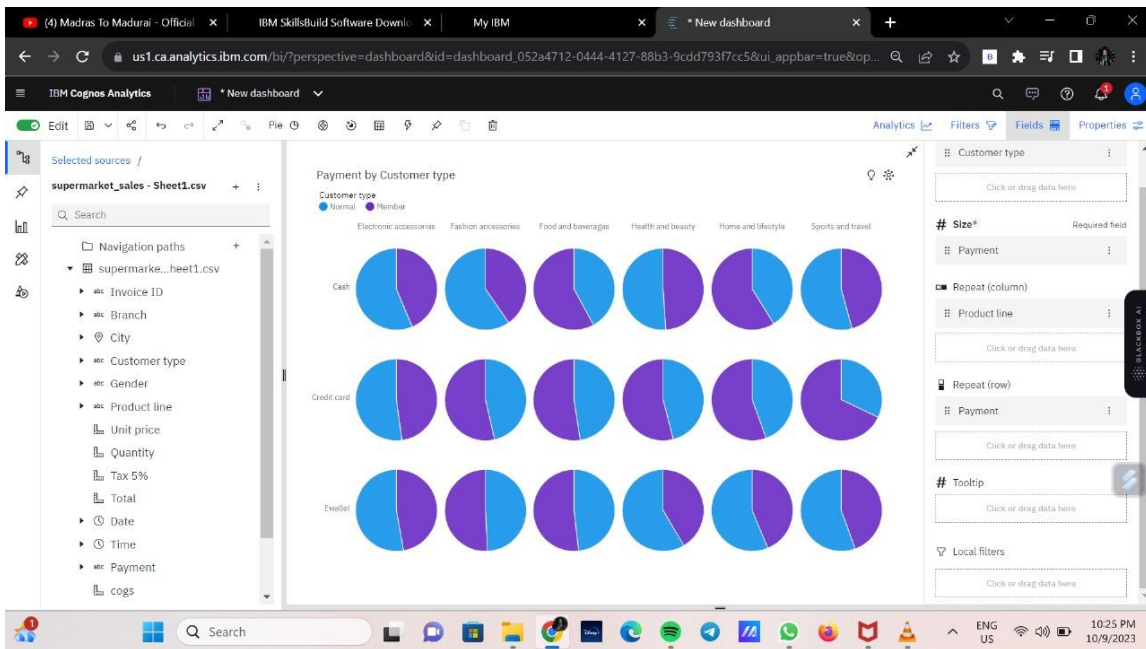 (4) Madras To Madurai - Official
IBM SkillsBuild Software Downlo
My IBM
* New dashboard
us1.ca.analytics.ibm.com/bi/?perspective=dashboard&id=dashboard_052a4712-0444-4127-88b3-9cdd793f7cc5&ui_appbar=true&op...
IBM Cognos Analytics
* New dashboard
Edit
Pie
Analytics
Filters
Fields
Properties
Selected sources /
supermarket_sales - Sheet1.csv
Search
Navigation paths
supermarke...heet1.csv
abc Invoice ID
abc Branch
City
abc Customer type
abc Gender
abc Product line
Unit price
Quantity
Tax 5%
Total
Date
Time
abc Payment
cogs
Payment by Customer type
Customer type
Normal Member
Electronic accessories Fashion accessories Food and beverages Health and beauty Home and lifestyle Sports and travel
Cash
Credit card
Ewallet
Customer type
Click or drag data here
# Size* Required field
Payment
Repeat (column)
Product line
Click or drag data here
Repeat (row)
Payment
Click or drag data here
# Tooltip
Click or drag data here
Local filters
Click or drag data here
BLACKBOX AI
1
Search
ENG
US
10:25 PM
10/9/2023